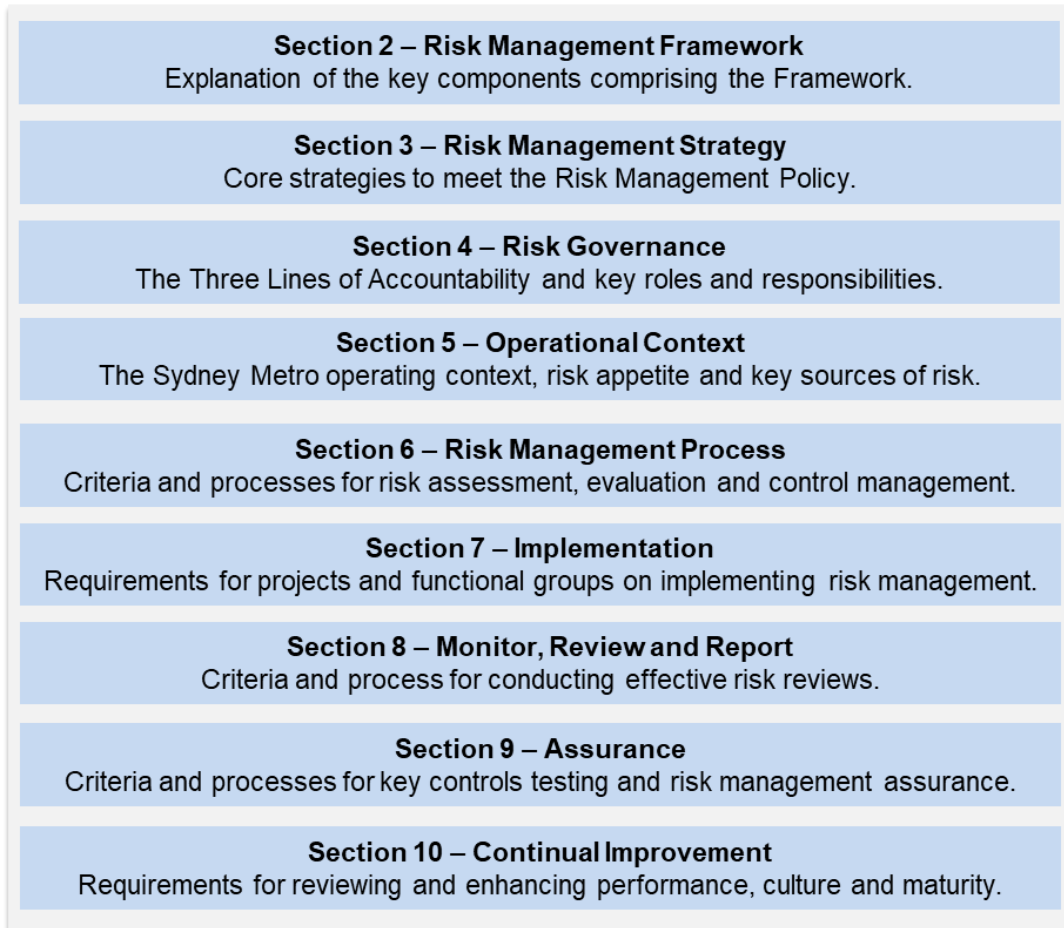 Section 2 – Risk Management Framework
Explanation of the key components comprising the Framework.
Section 3 – Risk Management Strategy
Core strategies to meet the Risk Management Policy.
Section 4 – Risk Governance
The Three Lines of Accountability and key roles and responsibilities.
Section 5 – Operational Context
The Sydney Metro operating context, risk appetite and key sources of risk.
Section 6 – Risk Management Process
Criteria and processes for risk assessment, evaluation and control management.
Section 7 – Implementation
Requirements for projects and functional groups on implementing risk management.
Section 8 – Monitor, Review and Report
Criteria and process for conducting effective risk reviews.
Section 9 – Assurance
Criteria and processes for key controls testing and risk management assurance.
Section 10 – Continual Improvement
Requirements for reviewing and enhancing performance, culture and maturity.